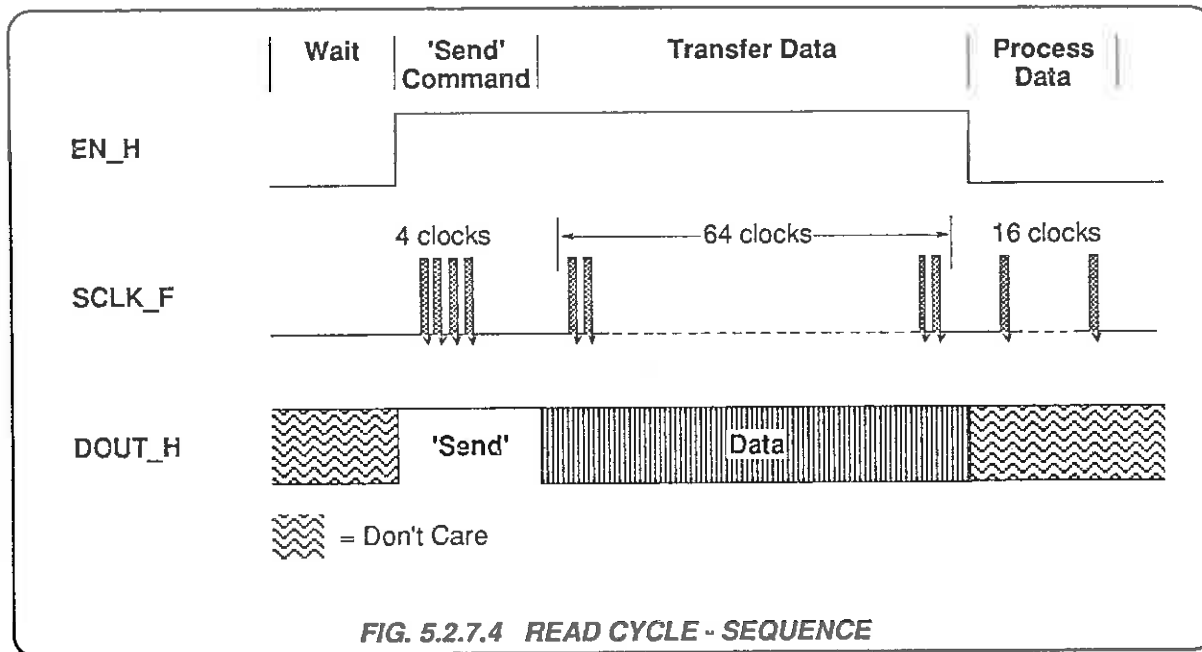 Wait
'Send'
Command
Transfer Data
Process
Data
EN_H
4 clocks
64 clocks
16 clocks
SCLK_F
DOUT_H
'Send'
Data
= Don't Care
FIG. 5.2.7.4 READ CYCLE - SEQUENCE